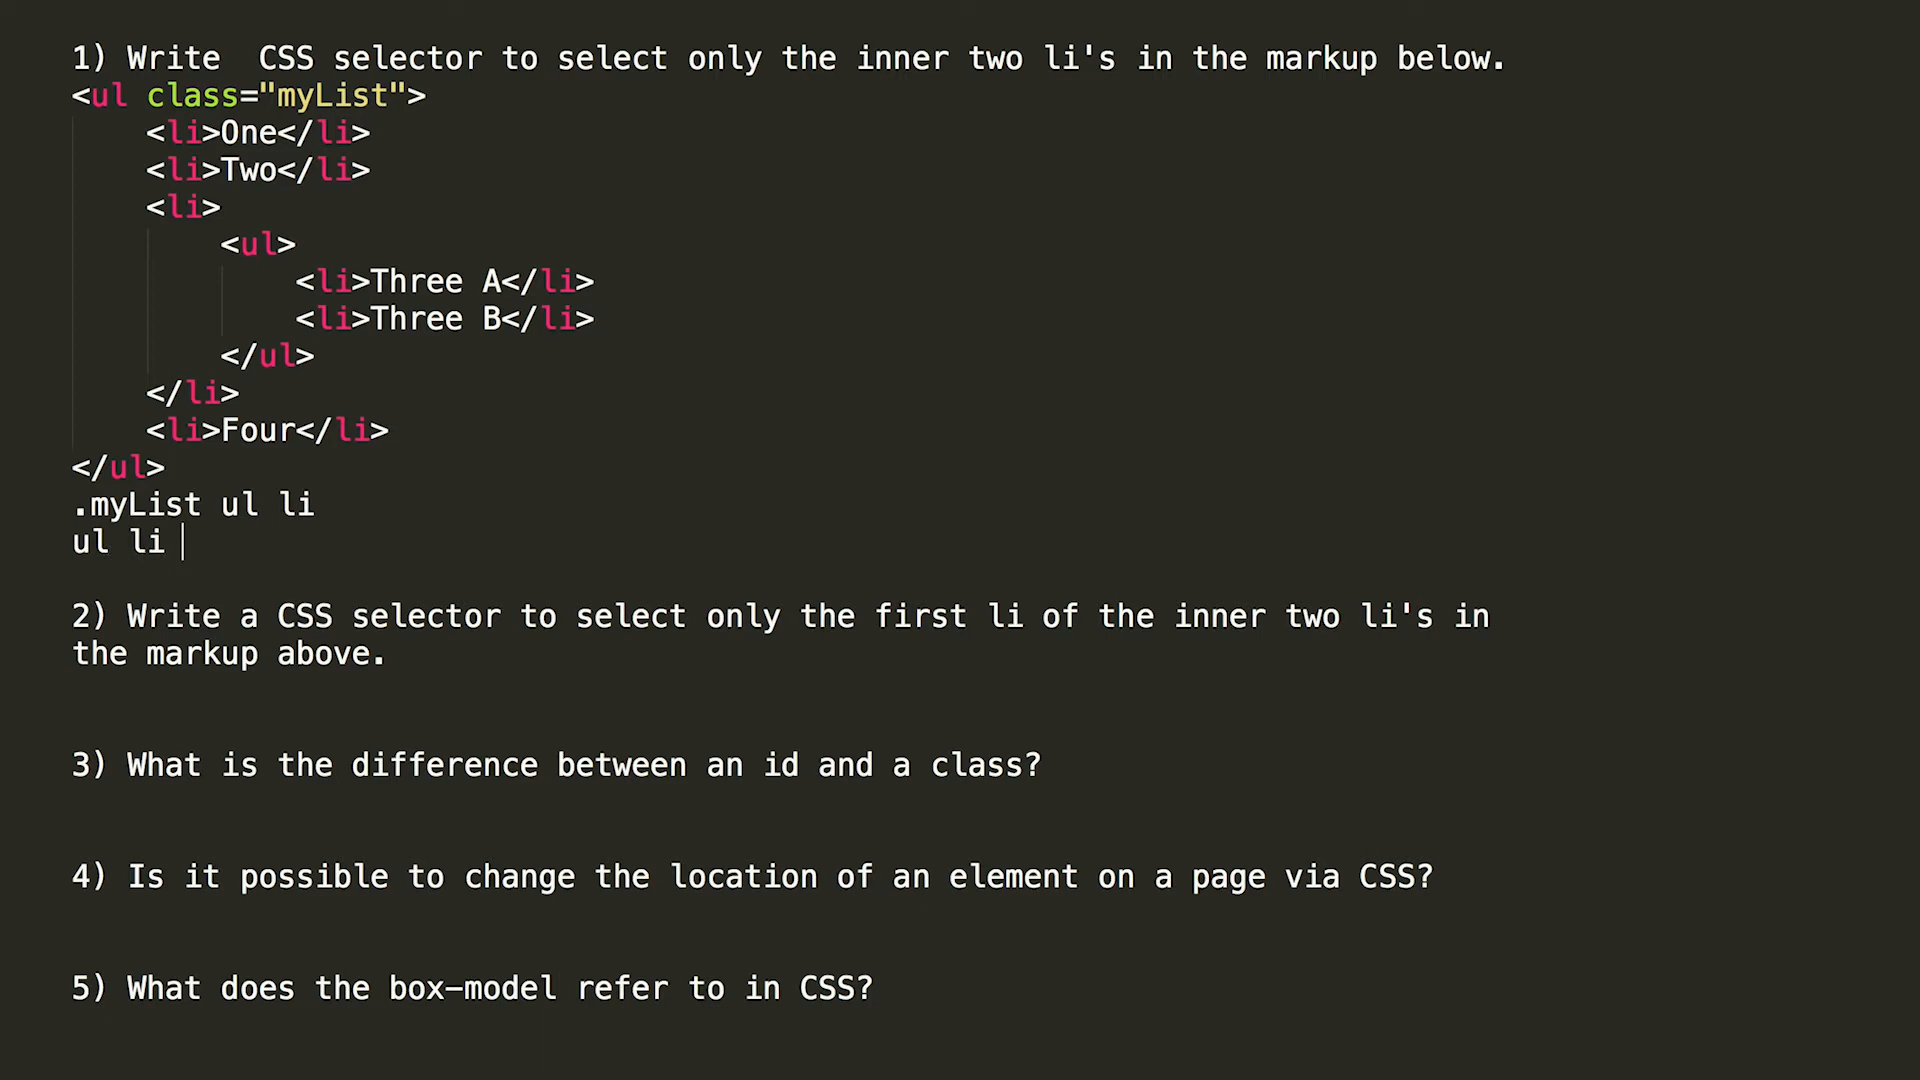 1) Write  CSS selector to select only the inner two li's in the markup below.
<ul class="myList">
    <li>One</li>
    <li>Two</li>
    <li>
        <ul>
            <li>Three A</li>
            <li>Three B</li>
        </ul>
    </li>
    <li>Four</li>
</ul>
.myList ul li
ul li
2) Write a CSS selector to select only the first li of the inner two li's in
the markup above.
3) What is the difference between an id and a class?
4) Is it possible to change the location of an element on a page via CSS?
5) What does the box-model refer to in CSS?